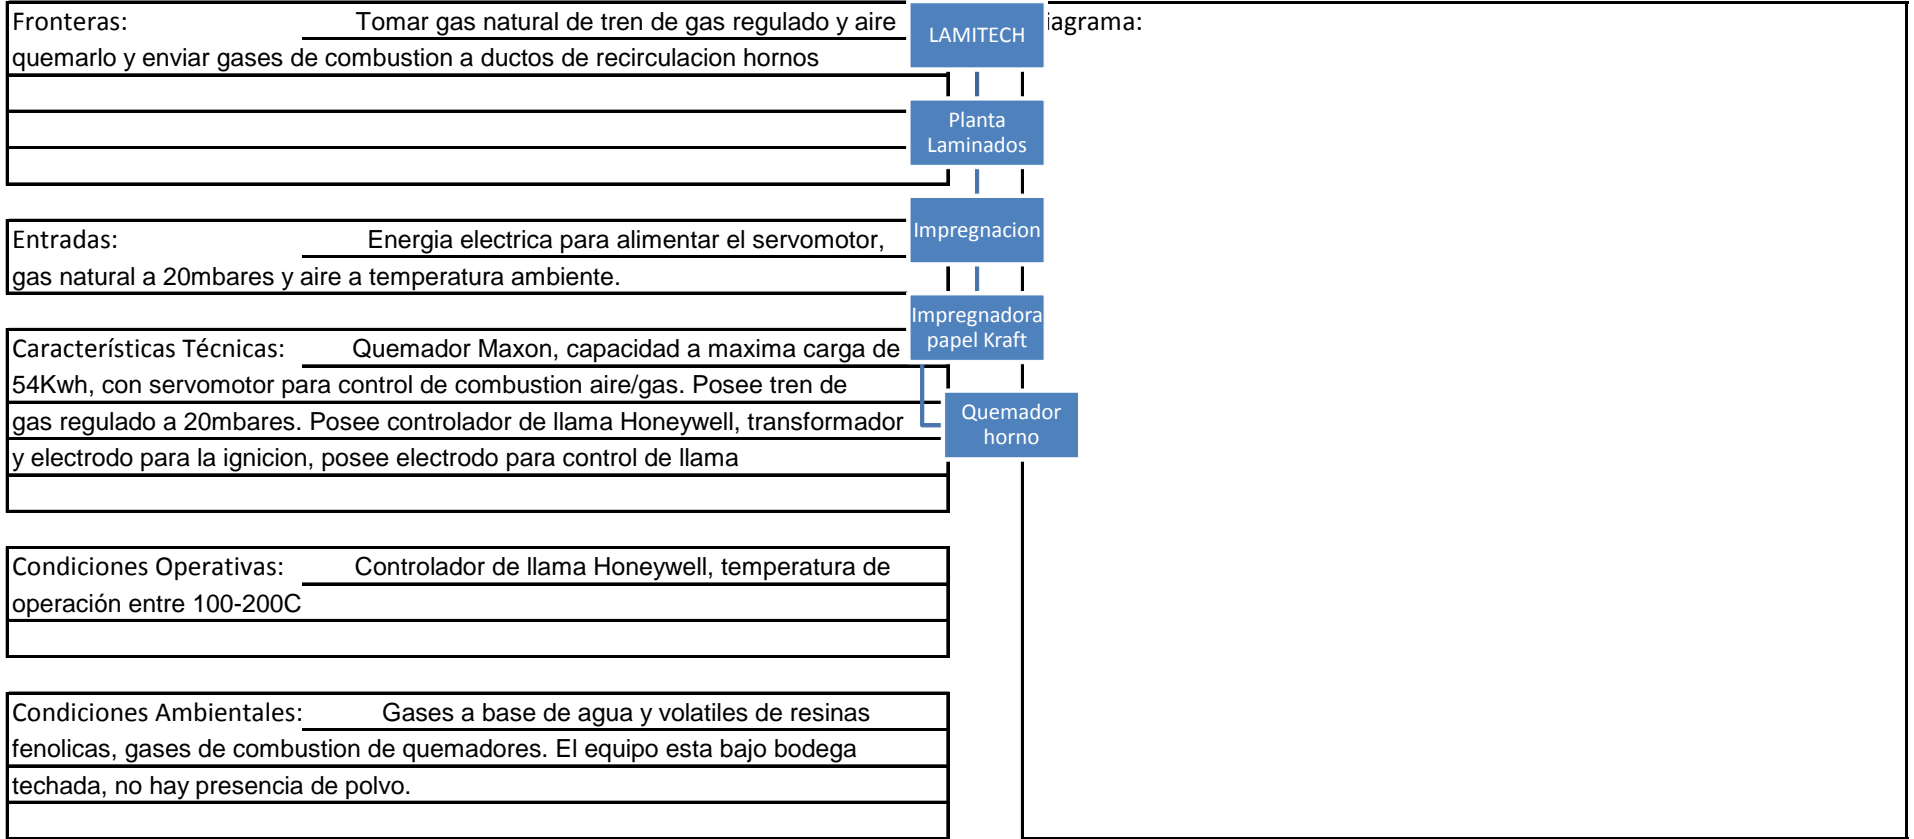 Fronteras: Tomar gas natural de tren de gas regulado y aire
quemarlo y enviar gases de combustion a ductos de recirculacion hornos
Entradas: Energia electrica para alimentar el servomotor,
gas natural a 20mbares y aire a temperatura ambiente.
Características Técnicas: Quemador Maxon, capacidad a maxima carga de
54Kwh, con servomotor para control de combustion aire/gas. Posee tren de
gas regulado a 20mbares. Posee controlador de llama Honeywell, transformador
y electrodo para la ignicion, posee electrodo para control de llama
Condiciones Operativas: Controlador de llama Honeywell, temperatura de
operación entre 100-200C
Condiciones Ambientales: Gases a base de agua y volatiles de resinas
fenolicas, gases de combustion de quemadores. El equipo esta bajo bodega
techada, no hay presencia de polvo.
LAMITECH
Planta
Laminados
Impregnacion
Impregnadora
papel Kraft
Quemador
horno
iagrama: